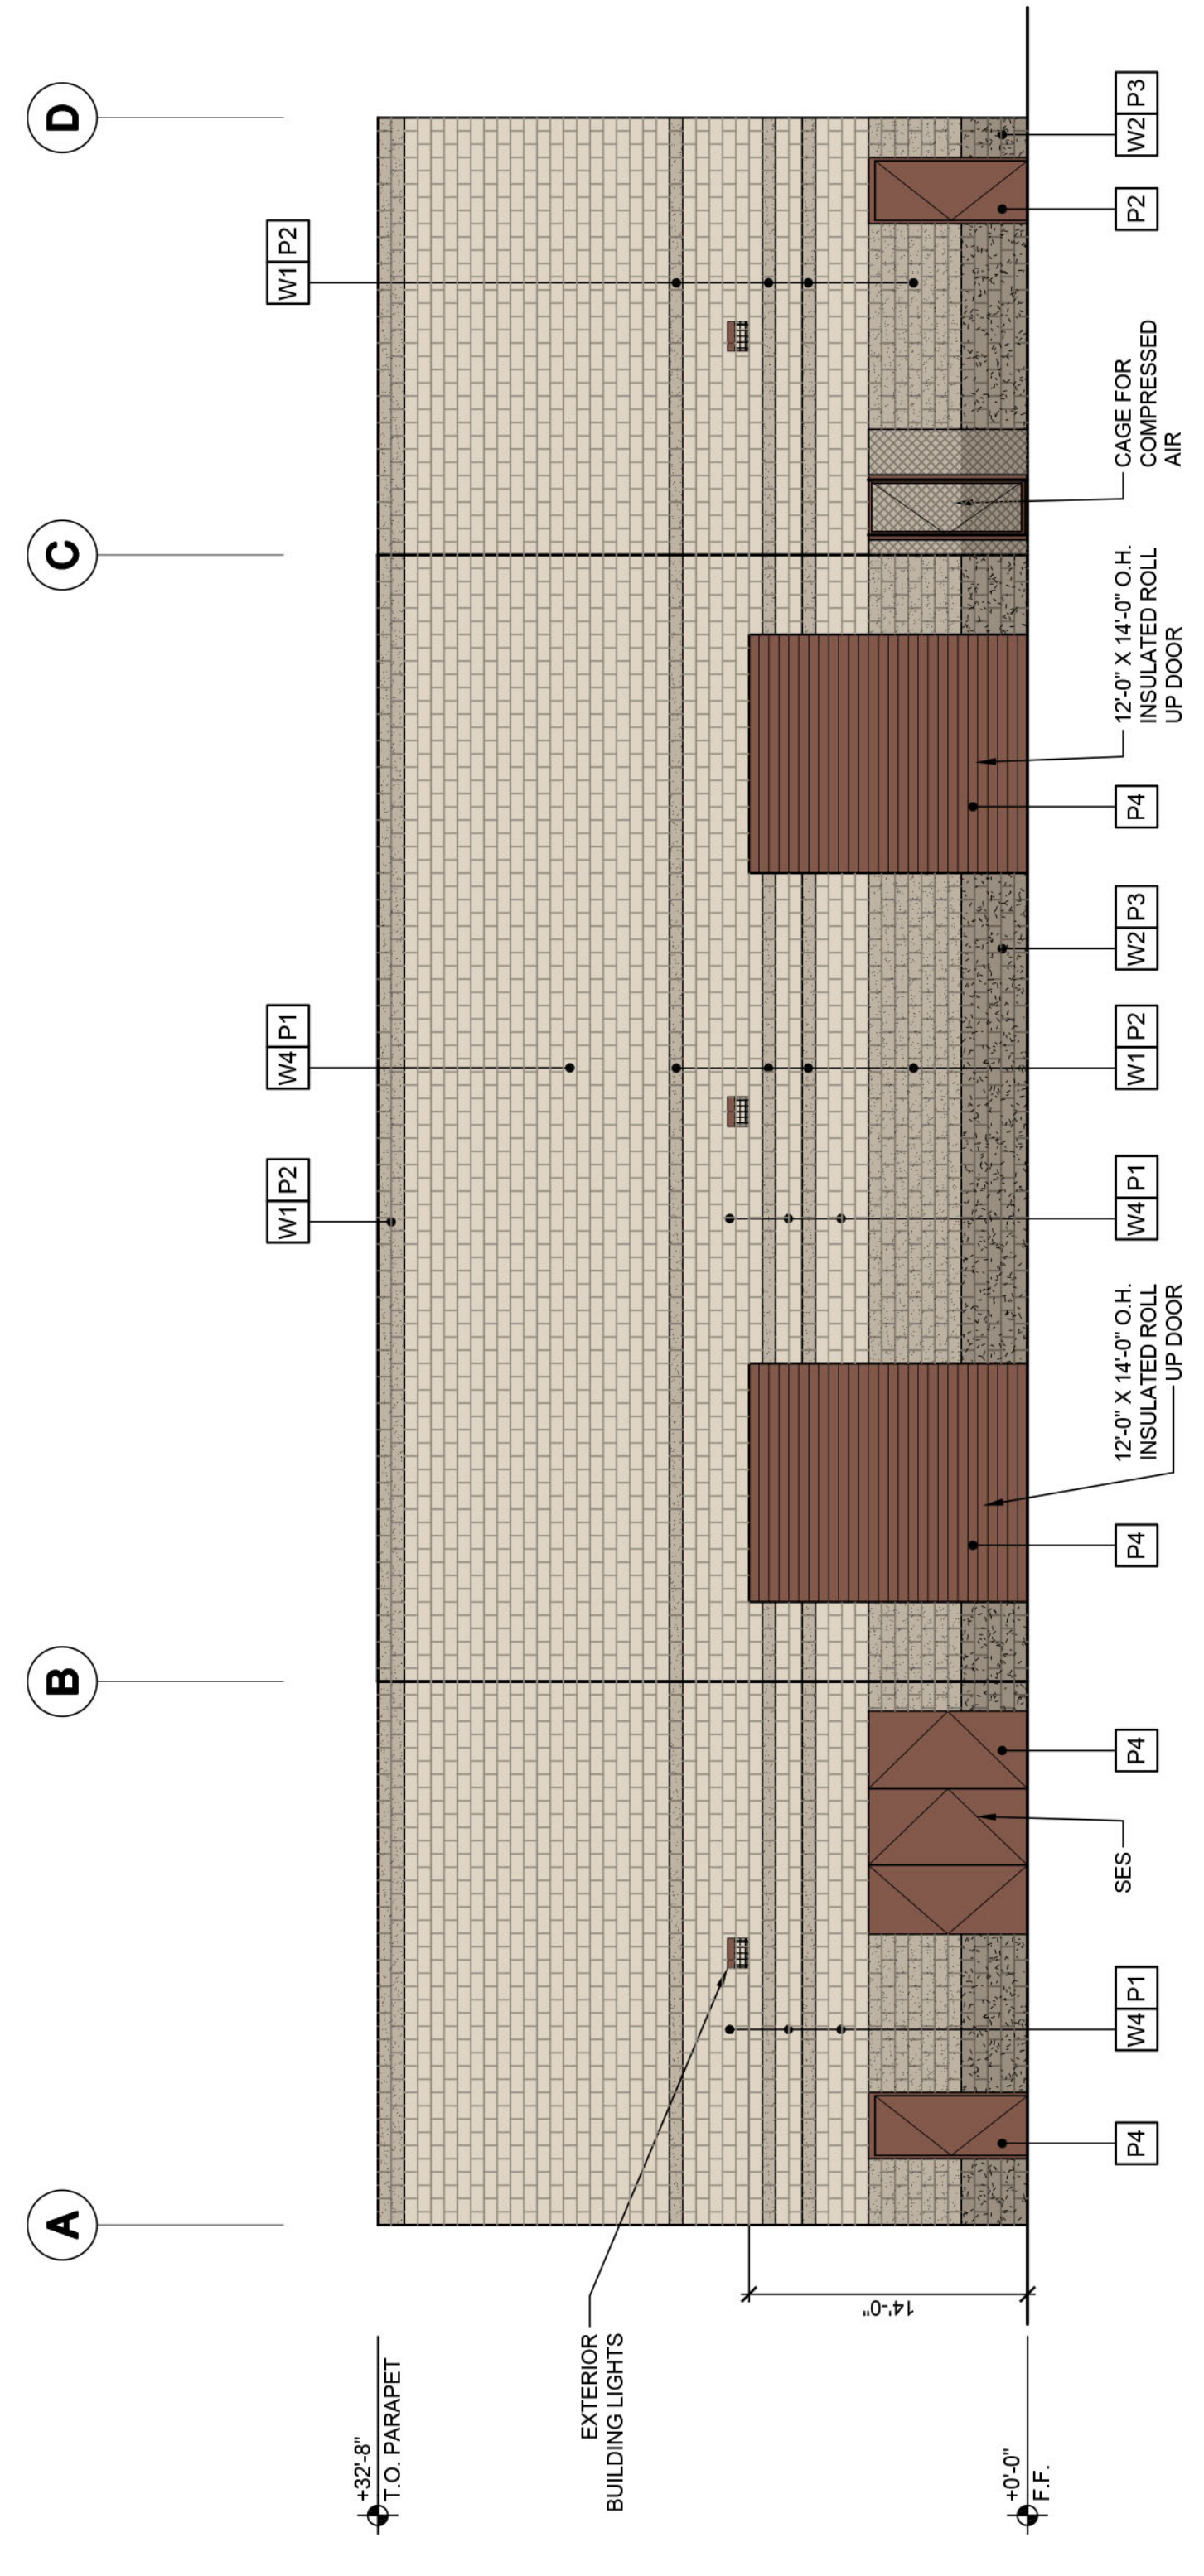 A
B
C
D
W1 P2
W4 P1
W1 P2
+32'-8"
T.O. PARAPET
EXTERIOR
BUILDING LIGHTS
14'-0"
+0'-0"
F.F.
P4
W4 P1
SES
P4
P4
12'-0" X 14'-0" O.H.
INSULATED ROLL
UP DOOR
W4 P1
W1 P2
W2 P3
P4
12'-0" X 14'-0" O.H.
INSULATED ROLL
UP DOOR
CAGE FOR
COMPRESSED
AIR
P2
W2 P3